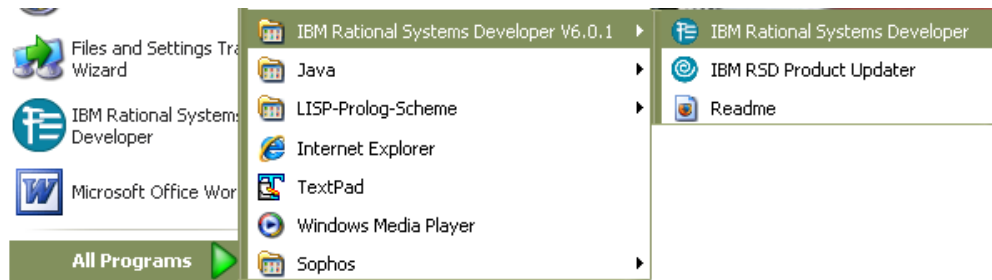 Files and Settings Tra
Wizard
IBM Rational Systems
Developer
Microsoft Office Wor
All Programs
IBM Rational Systems Developer V6.0.1
Java
LISP-Prolog-Scheme
Internet Explorer
TextPad
Windows Media Player
Sophos
IBM Rational Systems Developer
IBM RSD Product Updater
Readme